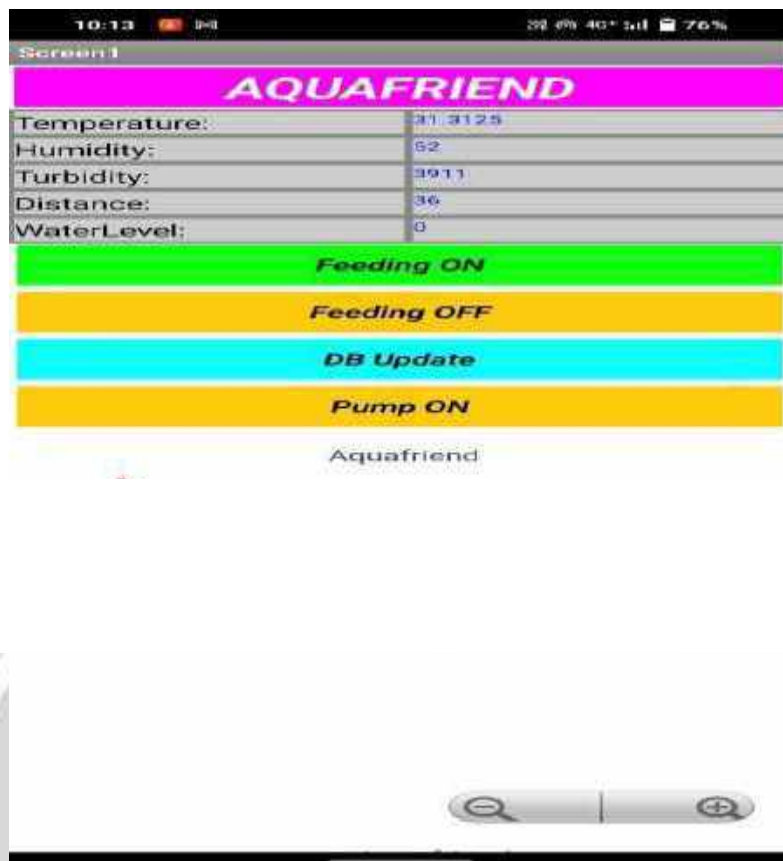 10:13 4G+ 76%
Screen1
AQUAFRIEND
Temperature: 31.3125
Humidity: 52
Turbidity: 3911
Distance: 36
WaterLevel: 0
Feeding ON
Feeding OFF
DB Update
Pump ON
Aquafriend